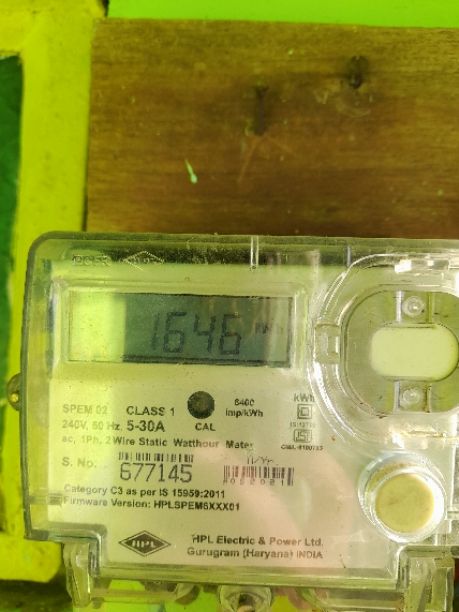 1646 kWh
SPEM 02 CLASS 1
240V, 50 Hz, 5-30A
CAL
6400
imp/kWh
kWh
ac, 1Ph, 2 Wire Static Watthour Meter
S. No.
677145
Category C3 as per IS 15959:2011
Firmware Version: HPLSPEM6XXX01
HPL
HPL Electric & Power Ltd.
Gurugram (Haryana) INDIA